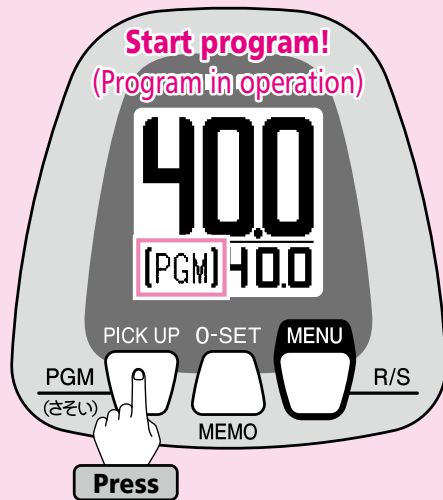 Start program!
(Program in operation)
40.0
[PGM] 40.0
PICK UP 0-SET MENU
PGM R/S
(さそい)
MEMO
Press